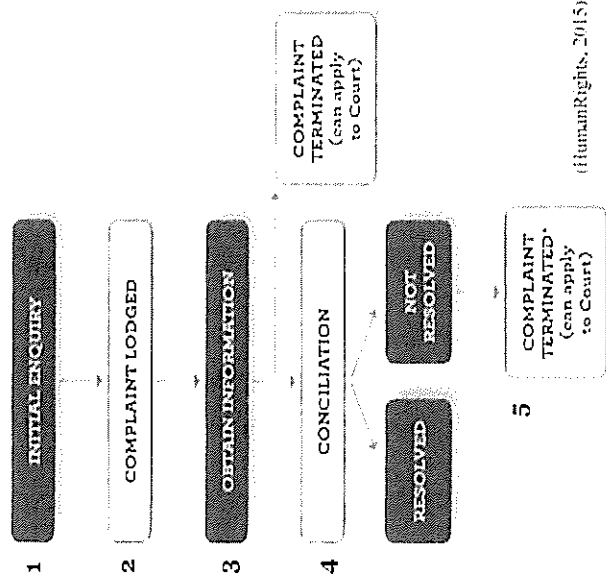 1
INITIAL ENQUIRY
2
COMPLAINT LODGED
3
OBTAIN INFORMATION
COMPLAINT
TERMINATED
(can apply
to Court)
4
CONCILIATION
RESOLVED
NOT
RESOLVED
5
COMPLAINT
TERMINATED*
(can apply
to Court)
(HumanRights, 2015)